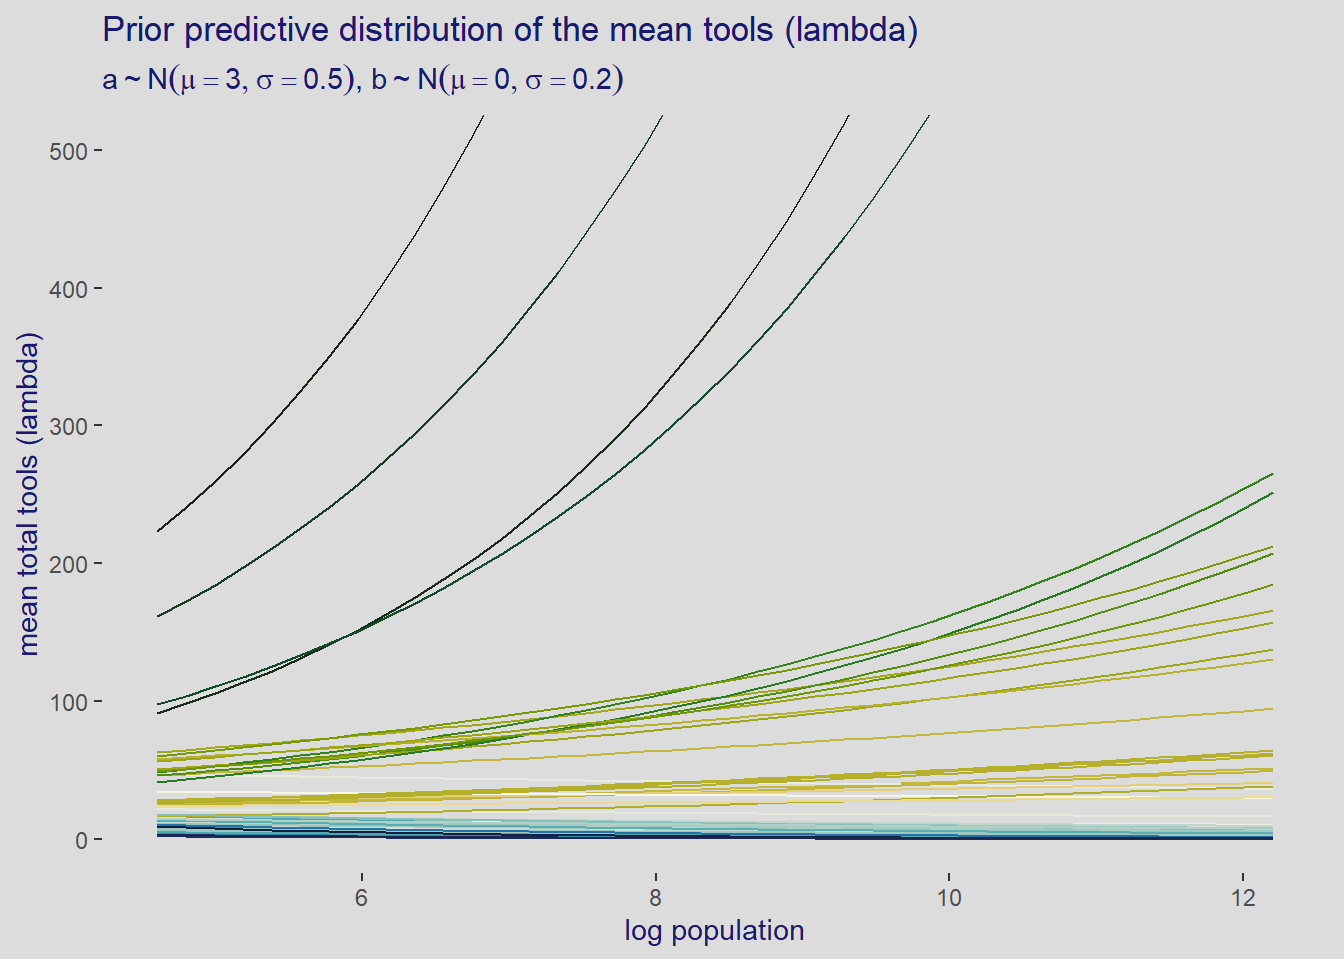 Prior predictive distribution of the mean tools (lambda)
a ~ N(μ = 3, σ = 0.5), b ~ N(μ = 0, σ = 0.2)
500
400
300
200
100
0
mean total tools (lambda)
6 8 10 12
log population